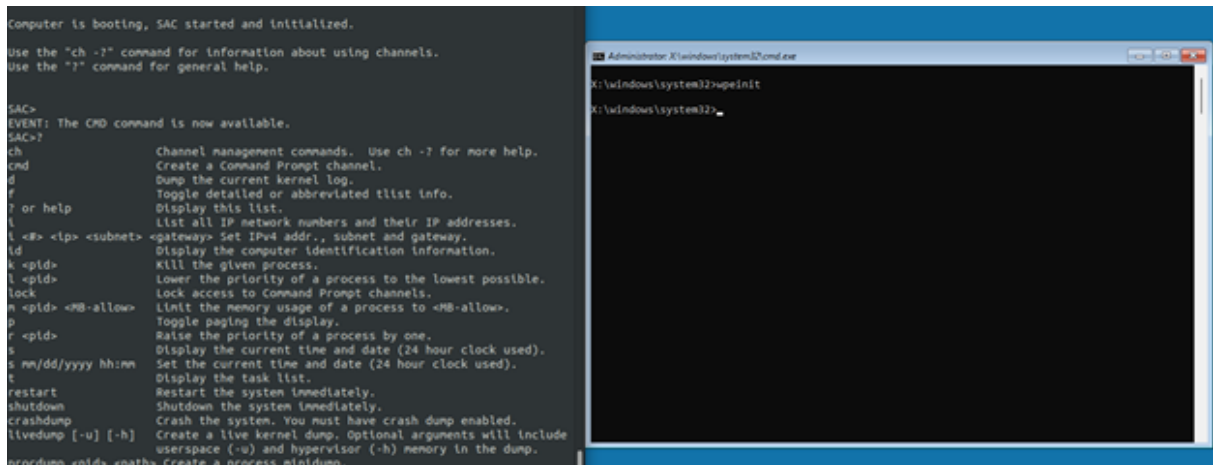 Computer is booting, SAC started and initialized.
Use the "ch -?" command for information about using channels.
Use the "?" command for general help.
SAC>
EVENT: The CMD command is now available.
SAC>?
ch Channel management commands. Use ch -? for more help.
cmd Create a Command Prompt channel.
d Dump the current kernel log.
f Toggle detailed or abbreviated tlist info.
? or help Display this list.
i List all IP network numbers and their IP addresses.
i <#> <ip> <subnet> <gateway> Set IPv4 addr., subnet and gateway.
id Display the computer identification information.
k <pid> Kill the given process.
l <pid> Lower the priority of a process to the lowest possible.
lock Lock access to Command Prompt channels.
m <pid> <MB-allow> Limit the memory usage of a process to <MB-allow>.
p Toggle paging the display.
r <pid> Raise the priority of a process by one.
s Display the current time and date (24 hour clock used).
s mm/dd/yyyy hh:mm Set the current time and date (24 hour clock used).
t Display the task list.
restart Restart the system immediately.
shutdown Shutdown the system immediately.
crashdump Crash the system. You must have crash dump enabled.
livedump [-u] [-h] Create a live kernel dump. Optional arguments will include
userspace (-u) and hypervisor (-h) memory in the dump.
procdump <pid> <path> Create a process minidump.
Administrator: X:\windows\system32\cmd.exe
X:\windows\system32>wpeinit
X:\windows\system32>_